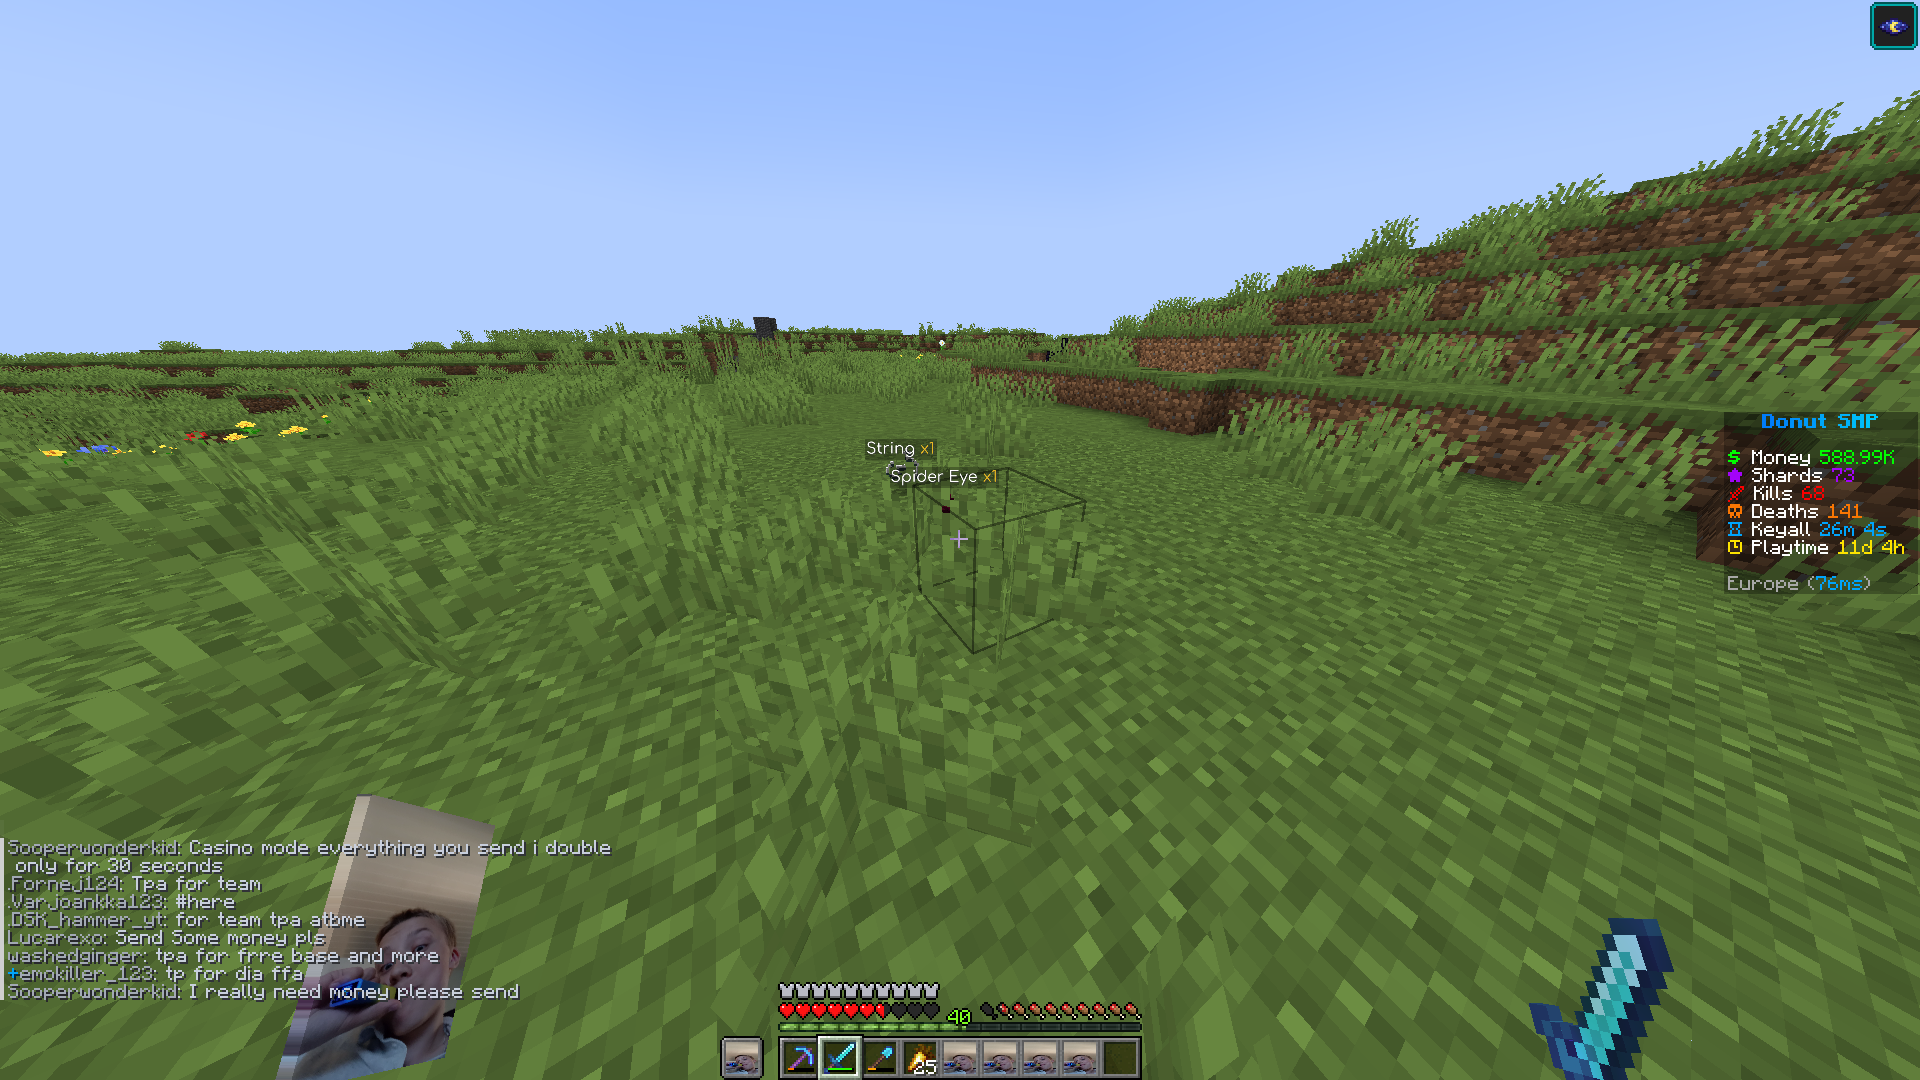 String x1
Spider Eye x1
Donut SMP
$ Money 588.99K
Shards 73
Kills 68
Deaths 141
Keyall 26m 4s
Playtime 11d 4h
Europe (76ms)
Sooperwonderkid: Casino mode everything you send i double
only for 30 seconds
.Fornej124: Tpa for team
.Varjoankka123: #here
.DSK_hammer_yt: for team tpa atbme
Lucarexo: Send Some money pls
washedginger: tpa for frre base and more
+emokiller_123: tp for dia ffa
Sooperwonderkid: I really need money please send
40
25